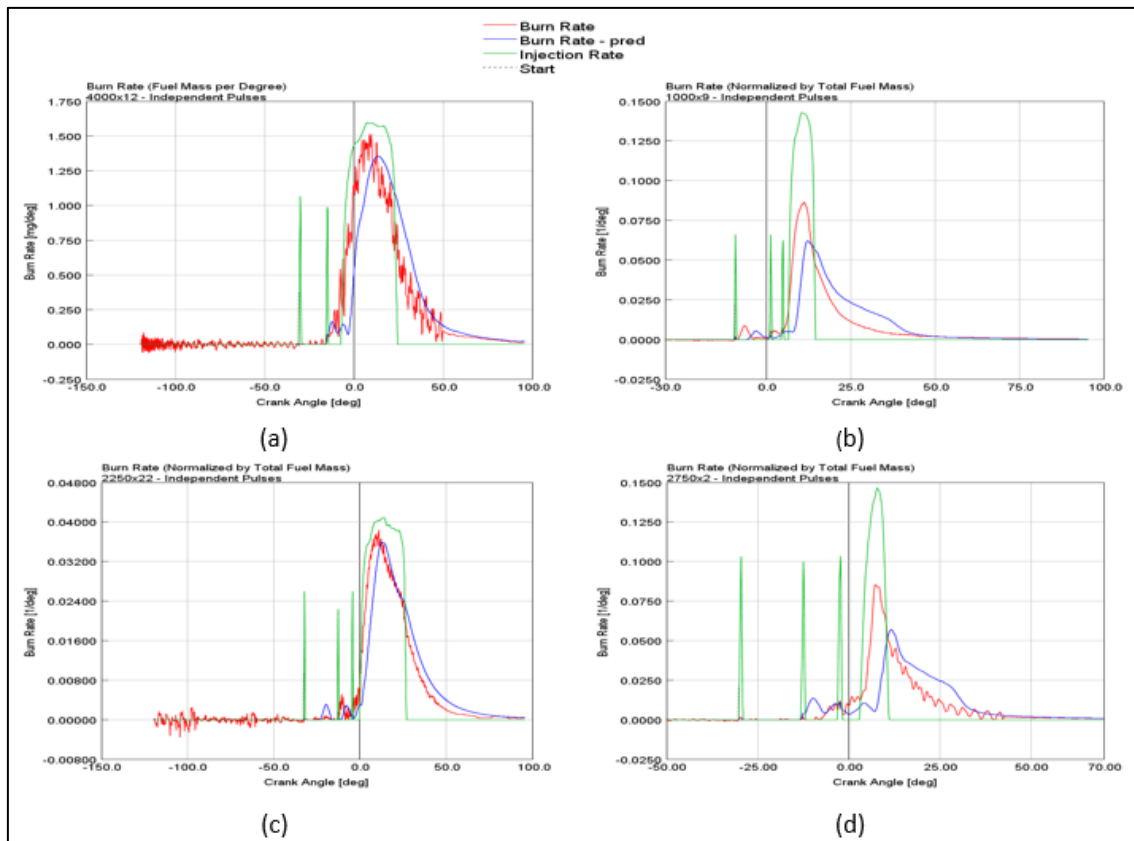 Burn Rate
Burn Rate - pred
Injection Rate
Start
Burn Rate (Fuel Mass per Degree)
4000x12 - Independent Pulses
1.750
1.500
1.250
1.000
0.750
0.500
0.250
0.000
-0.250
Burn Rate [mg/deg]
-150.0 -100.0 -50.0 0.0 50.0 100.0
Crank Angle [deg]
(a)
Burn Rate (Normalized by Total Fuel Mass)
1000x9 - Independent Pulses
0.1500
0.1250
0.1000
0.0750
0.0500
0.0250
0.0000
-0.0250
Burn Rate [1/deg]
-30.0 0.0 25.0 50.0 75.0 100.0
Crank Angle [deg]
(b)
Burn Rate (Normalized by Total Fuel Mass)
2250x22 - Independent Pulses
0.04800
0.04000
0.03200
0.02400
0.01600
0.00800
0.00000
-0.00800
Burn Rate [1/deg]
-150.0 -100.0 -50.0 0.0 50.0 100.0
Crank Angle [deg]
(c)
Burn Rate (Normalized by Total Fuel Mass)
2750x2 - Independent Pulses
0.1500
0.1250
0.1000
0.0750
0.0500
0.0250
0.0000
-0.0250
Burn Rate [1/deg]
-50.00 -25.00 0.00 25.00 50.00 70.00
Crank Angle [deg]
(d)